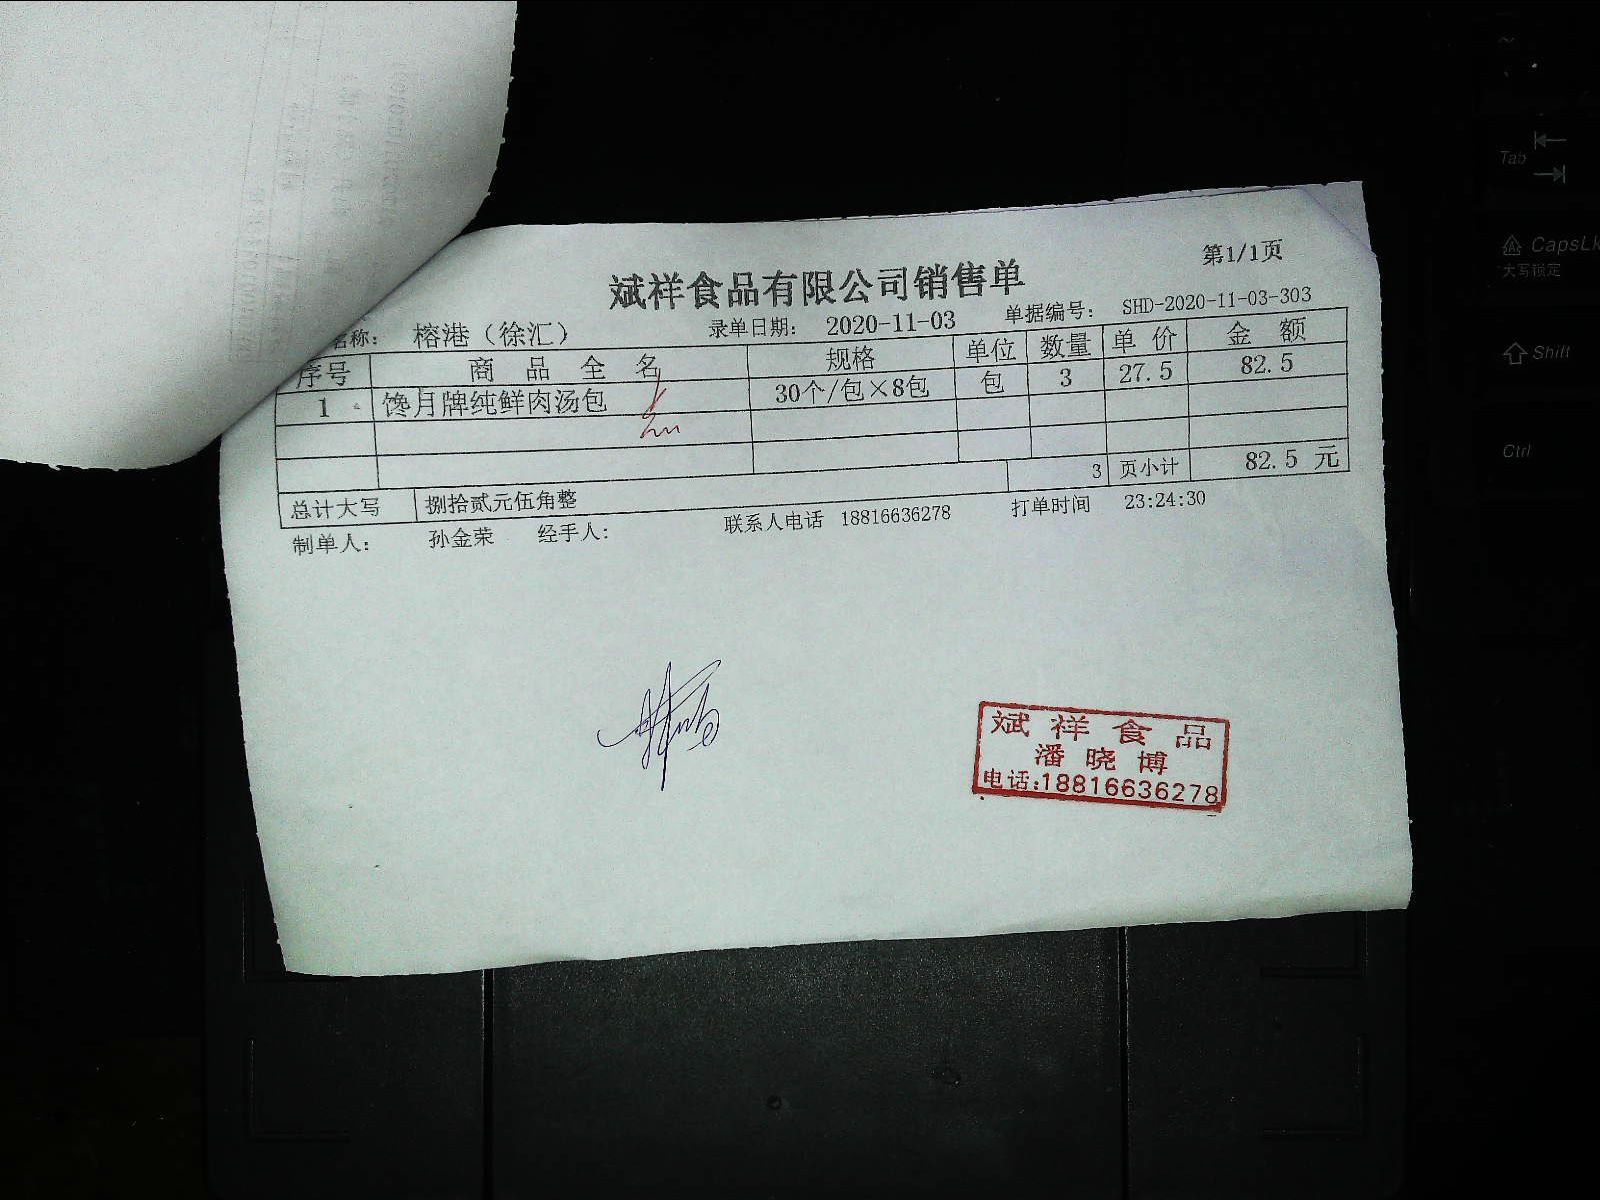 第1/1页
斌祥食品有限公司销售单
名称: 榕港（徐汇） 录单日期: 2020-11-03 单据编号: SHD-2020-11-03-303
序号 商品全名 规格 单位 数量 单价 金额
1 馋月牌纯鲜肉汤包 30个/包×8包 包 3 27.5 82.5
3 页小计 82.5 元
总计大写 捌拾贰元伍角整
制单人: 孙金荣 经手人: 联系人电话 18816636278 打单时间 23:24:30
斌祥食品
潘晓博
电话:18816636278
Tab
CapsLk
大写锁定
Shift
Ctrl